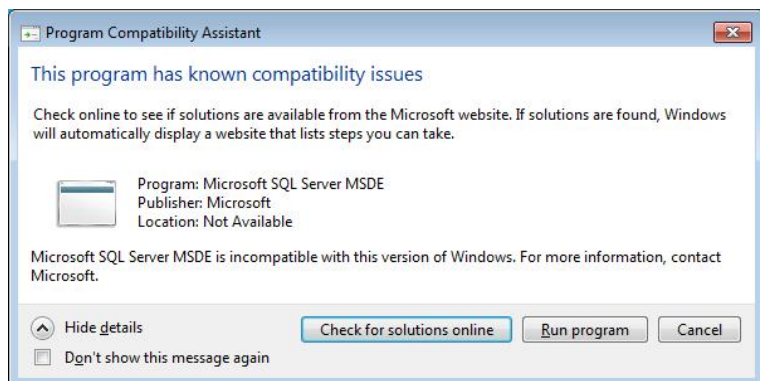 Program Compatibility Assistant
This program has known compatibility issues
Check online to see if solutions are available from the Microsoft website. If solutions are found, Windows
will automatically display a website that lists steps you can take.
Program: Microsoft SQL Server MSDE
Publisher: Microsoft
Location: Not Available
Microsoft SQL Server MSDE is incompatible with this version of Windows. For more information, contact
Microsoft.
Hide details Check for solutions online Run program Cancel
Don't show this message again